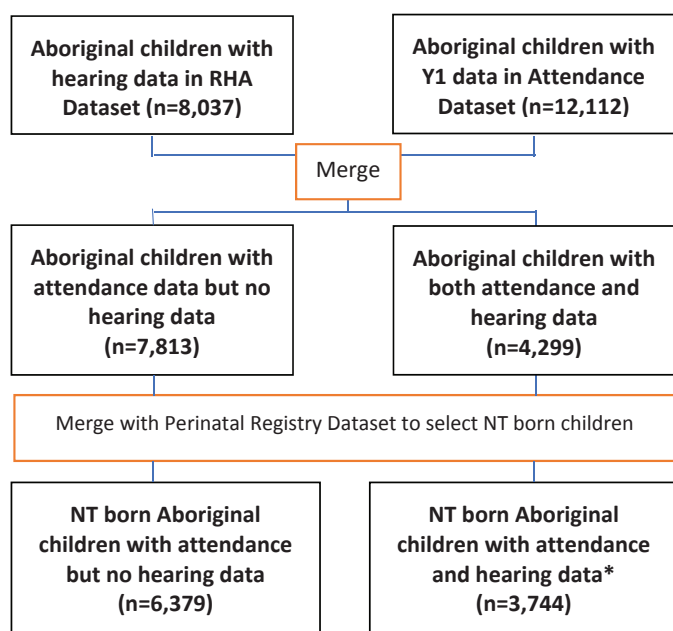 Aboriginal children with
hearing data in RHA
Dataset (n=8,037)
Aboriginal children with
Y1 data in Attendance
Dataset (n=12,112)
Merge
Aboriginal children with
attendance data but no
hearing data
(n=7,813)
Aboriginal children with
both attendance and
hearing data
(n=4,299)
Merge with Perinatal Registry Dataset to select NT born children
NT born Aboriginal
children with attendance
but no hearing data
(n=6,379)
NT born Aboriginal
children with attendance
and hearing data*
(n=3,744)